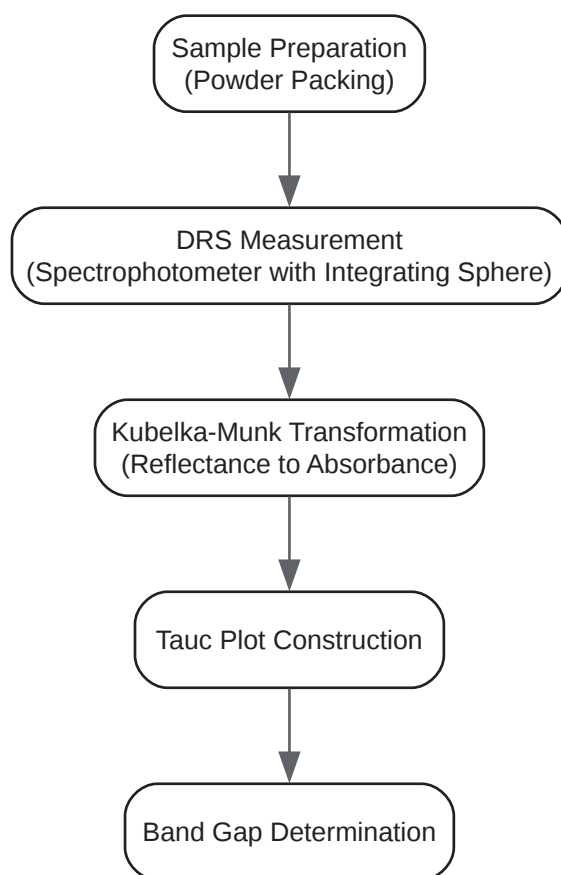 Sample Preparation
(Powder Packing)
DRS Measurement
(Spectrophotometer with Integrating Sphere)
Kubelka-Munk Transformation
(Reflectance to Absorbance)
Tauc Plot Construction
Band Gap Determination